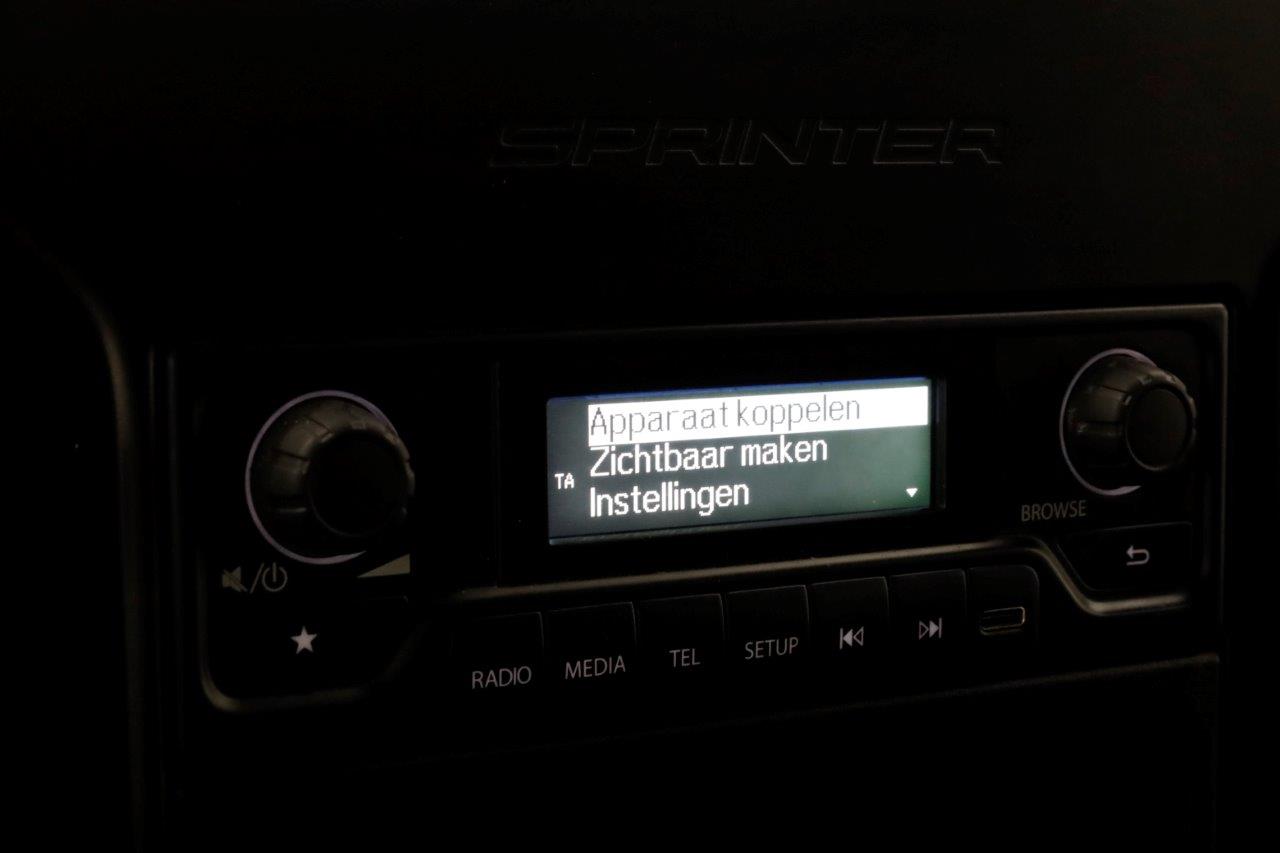 SPRINTER
Apparaat koppelen
Zichtbaar maken
TA
Instellingen
BROWSE
RADIO
MEDIA
TEL
SETUP